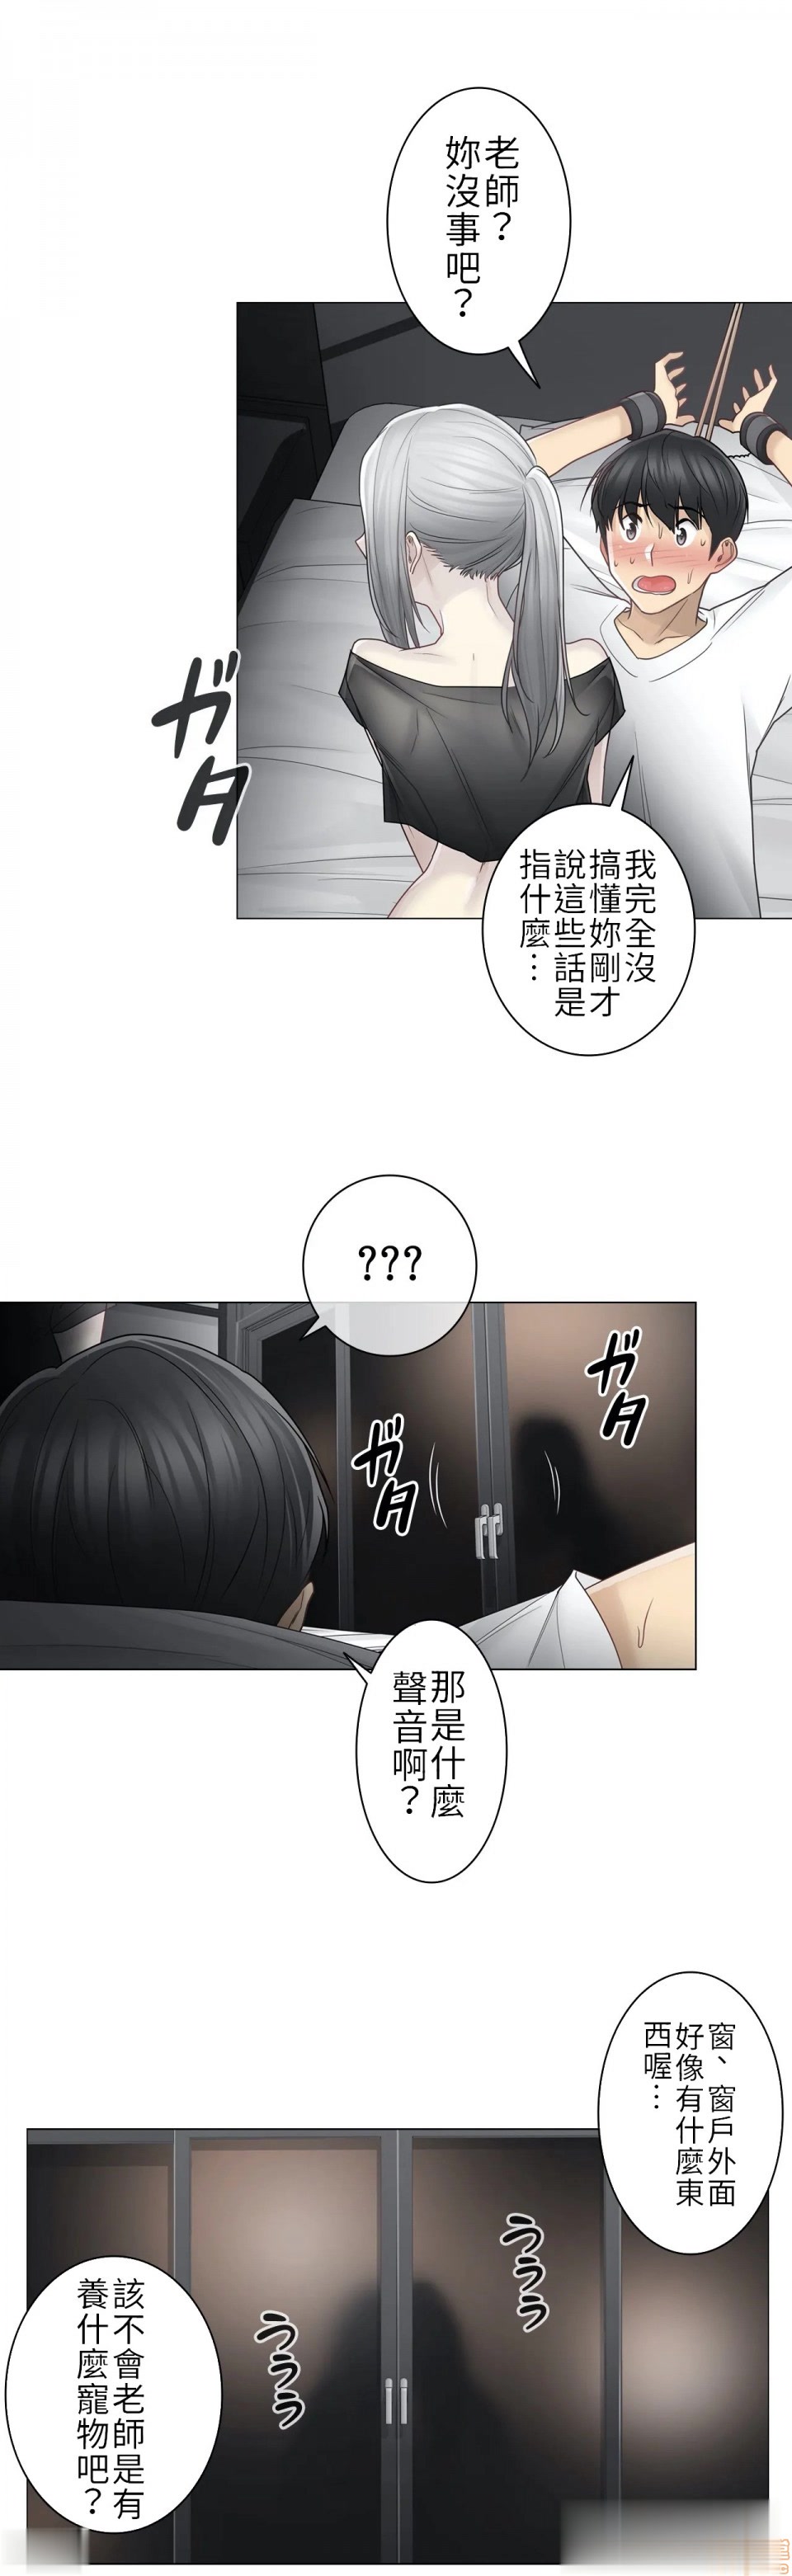 老師？
妳沒事吧？
ガタ
我完全沒
搞懂妳剛才
說這些話是
指什麼…
???
ガタ
ガタ
那是什麼
聲音啊？
窗、窗戶外面
好像有什麼東
西喔…
ううう
ううう
該不會老師是有
養什麼寵物吧？